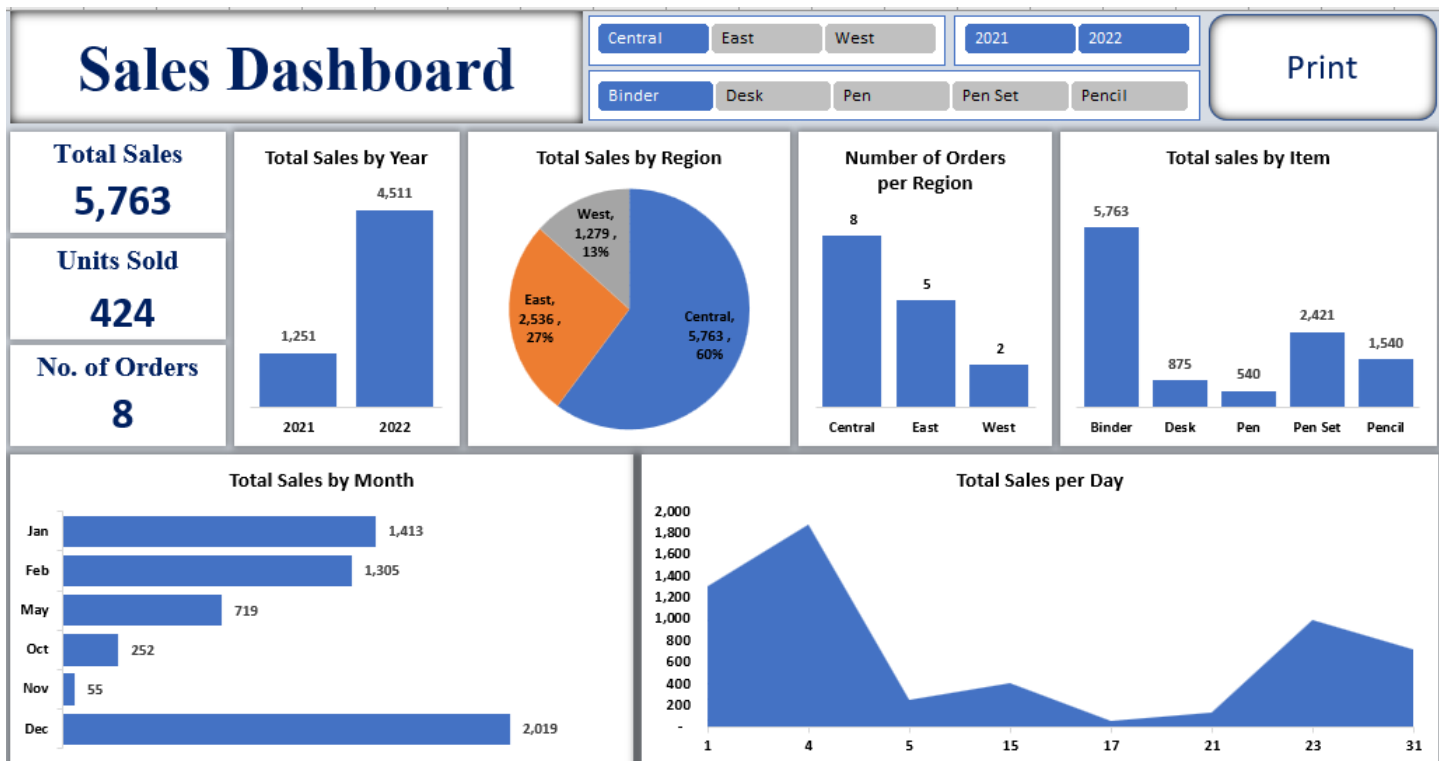 Sales Dashboard
Central East West
2021 2022
Binder Desk Pen Pen Set Pencil
Print
Total Sales
5,763
Units Sold
424
No. of Orders
8
Total Sales by Year
4,511
1,251
2021 2022
Total Sales by Region
West,
1,279 ,
13%
East,
2,536 ,
27%
Central,
5,763 ,
60%
Number of Orders
per Region
8
5
2
Central East West
Total sales by Item
5,763
875
540
2,421
1,540
Binder Desk Pen Pen Set Pencil
Total Sales by Month
Jan 1,413
Feb 1,305
May 719
Oct 252
Nov 55
Dec 2,019
Total Sales per Day
2,000
1,800
1,600
1,400
1,200
1,000
800
600
400
200
-
1 4 5 15 17 21 23 31